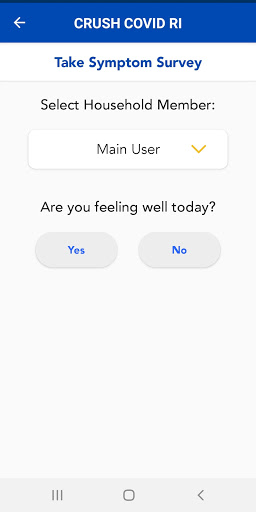 CRUSH COVID RI
Take Symptom Survey
Select Household Member:
Main User
Are you feeling well today?
Yes
No